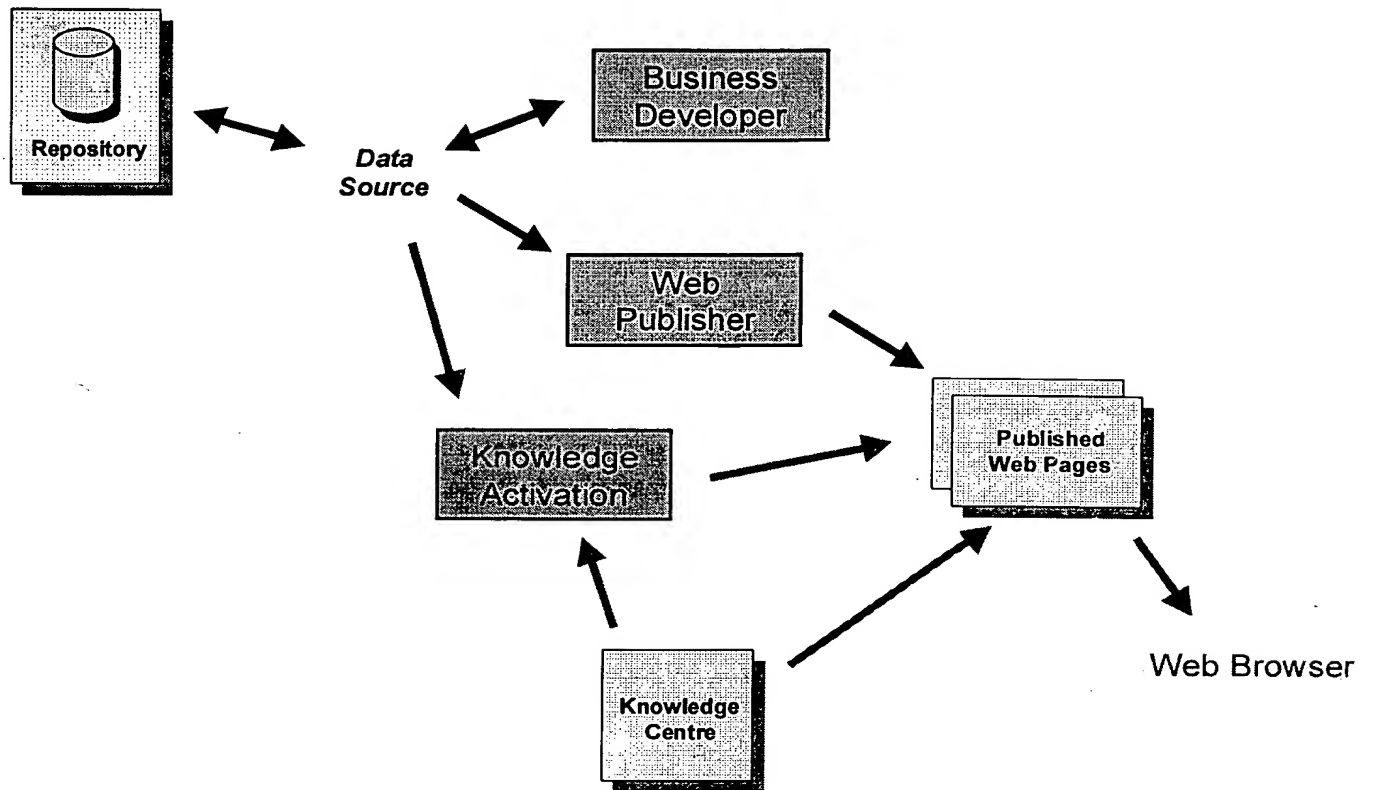 Repository
Data
Source
Business
Developer
Web
Publisher
Knowledge
Activation
Published
Web Pages
Knowledge
Centre
Web Browser